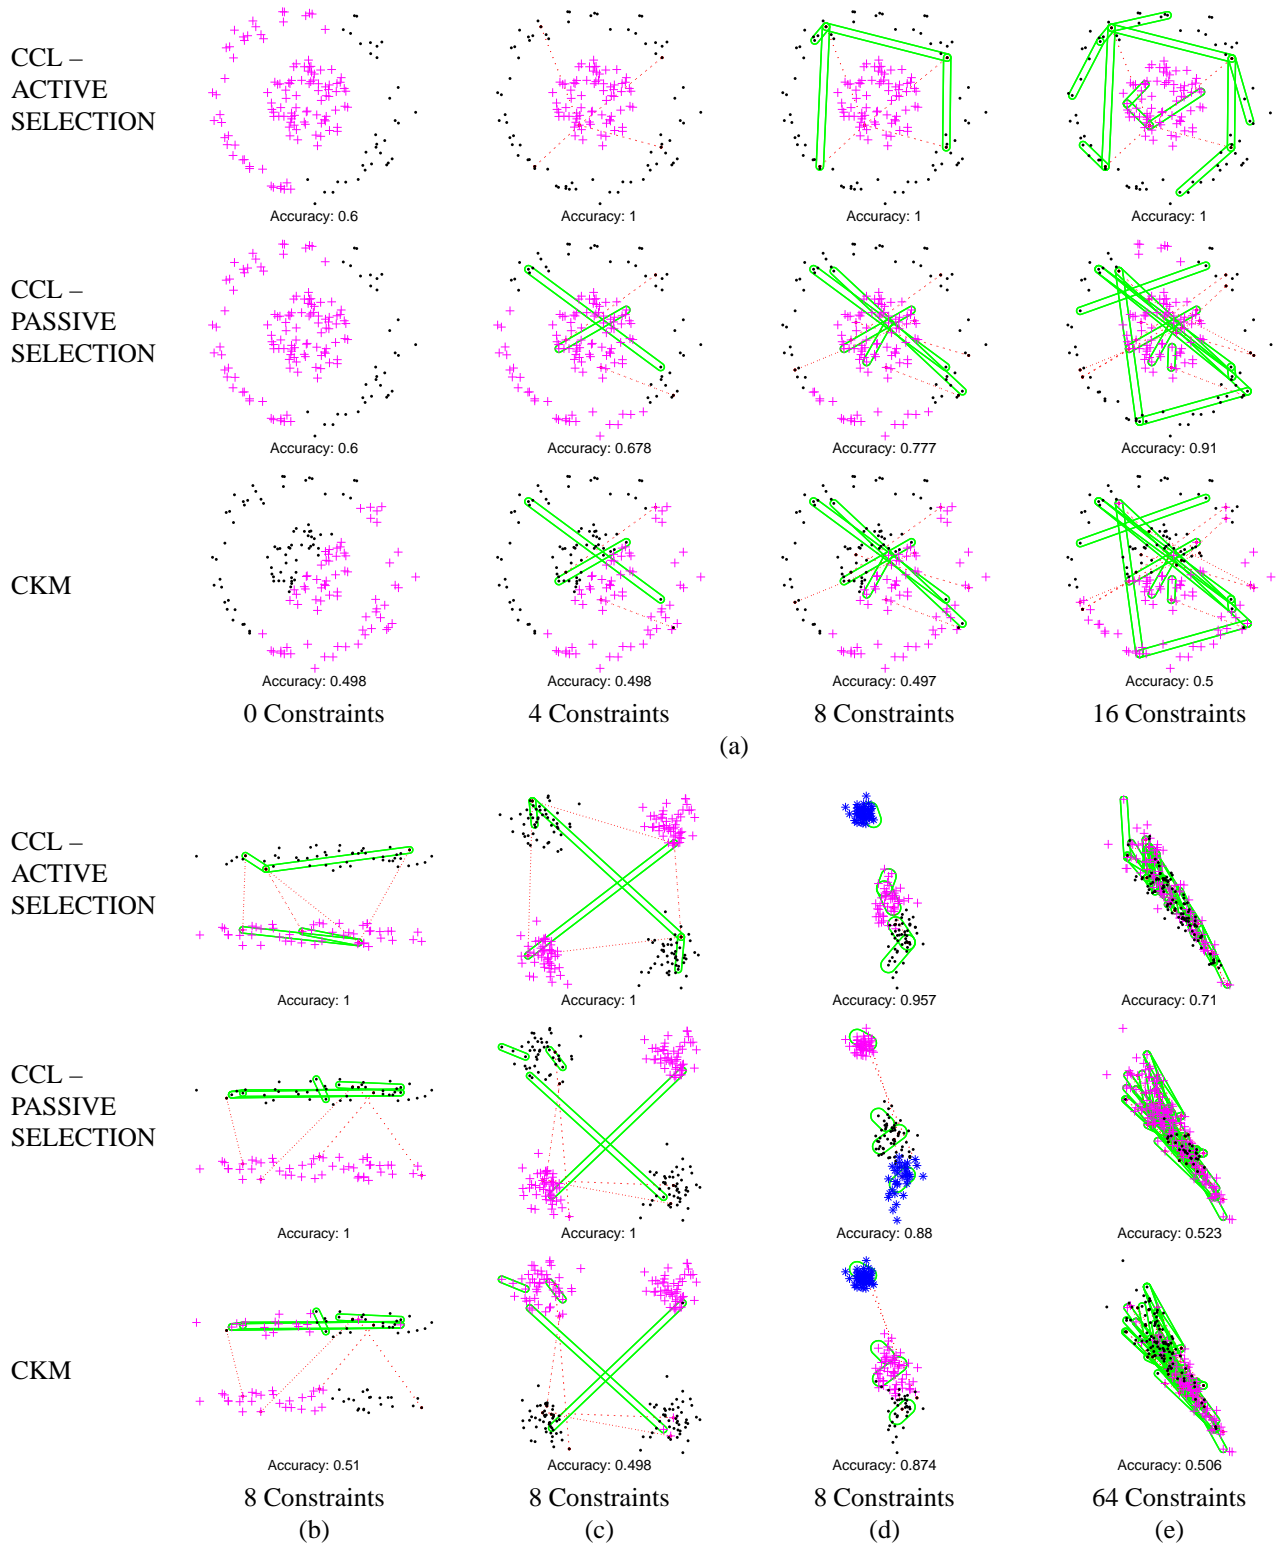 CCL –
ACTIVE
SELECTION
Accuracy: 0.6
Accuracy: 1
Accuracy: 1
Accuracy: 1
CCL –
PASSIVE
SELECTION
Accuracy: 0.6
Accuracy: 0.678
Accuracy: 0.777
Accuracy: 0.91
CKM
Accuracy: 0.498
Accuracy: 0.498
Accuracy: 0.497
Accuracy: 0.5
0 Constraints
4 Constraints
8 Constraints
16 Constraints
(a)
CCL –
ACTIVE
SELECTION
Accuracy: 1
Accuracy: 1
Accuracy: 0.957
Accuracy: 0.71
CCL –
PASSIVE
SELECTION
Accuracy: 1
Accuracy: 1
Accuracy: 0.88
Accuracy: 0.523
CKM
Accuracy: 0.51
Accuracy: 0.498
Accuracy: 0.874
Accuracy: 0.506
8 Constraints
8 Constraints
8 Constraints
64 Constraints
(b)
(c)
(d)
(e)